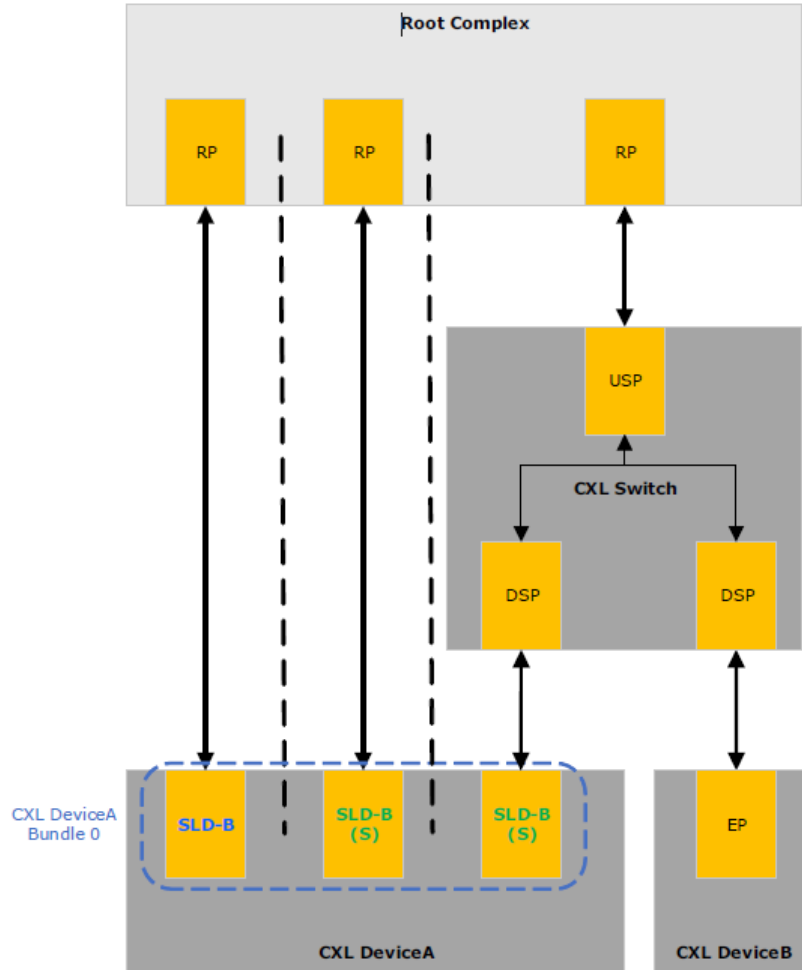 Root Complex
RP
RP
RP
USP
CXL Switch
DSP
DSP
CXL DeviceA
Bundle 0
SLD-B
SLD-B
(S)
SLD-B
(S)
EP
CXL DeviceA
CXL DeviceB